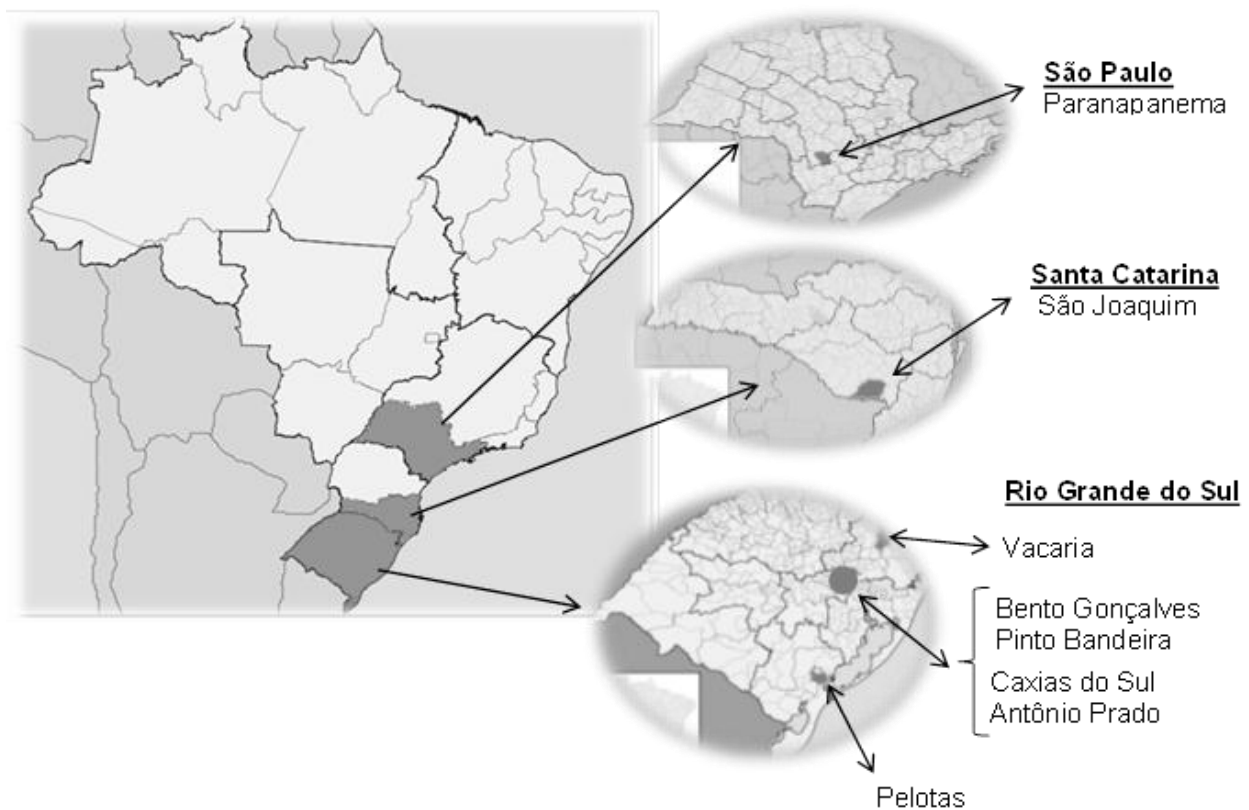 São Paulo
Paranapanema
Santa Catarina
São Joaquim
Rio Grande do Sul
Vacaria
Bento Gonçalves
Pinto Bandeira
Caxias do Sul
Antônio Prado
Pelotas